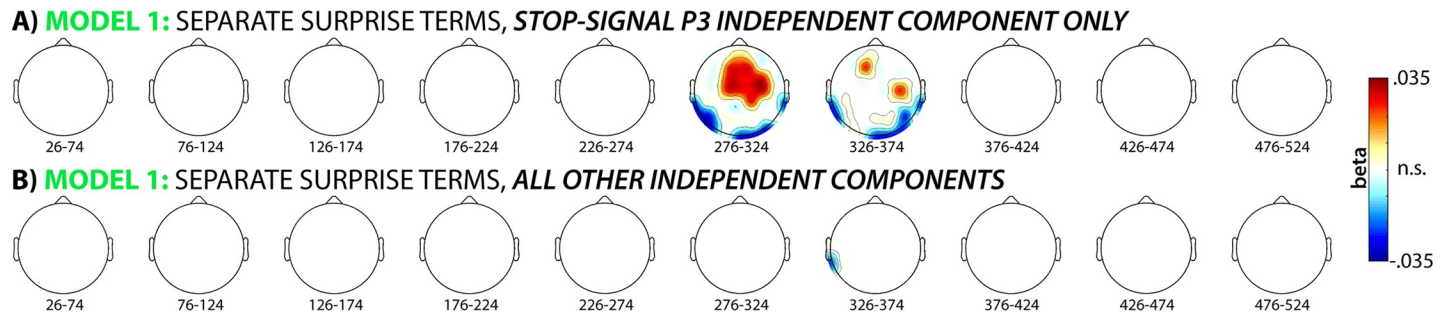 A) MODEL 1: SEPARATE SURPRISE TERMS, STOP-SIGNAL P3 INDEPENDENT COMPONENT ONLY
26-74 76-124 126-174 176-224 226-274 276-324 326-374 376-424 426-474 476-524
B) MODEL 1: SEPARATE SURPRISE TERMS, ALL OTHER INDEPENDENT COMPONENTS
26-74 76-124 126-174 176-224 226-274 276-324 326-374 376-424 426-474 476-524
.035
beta
n.s.
-.035